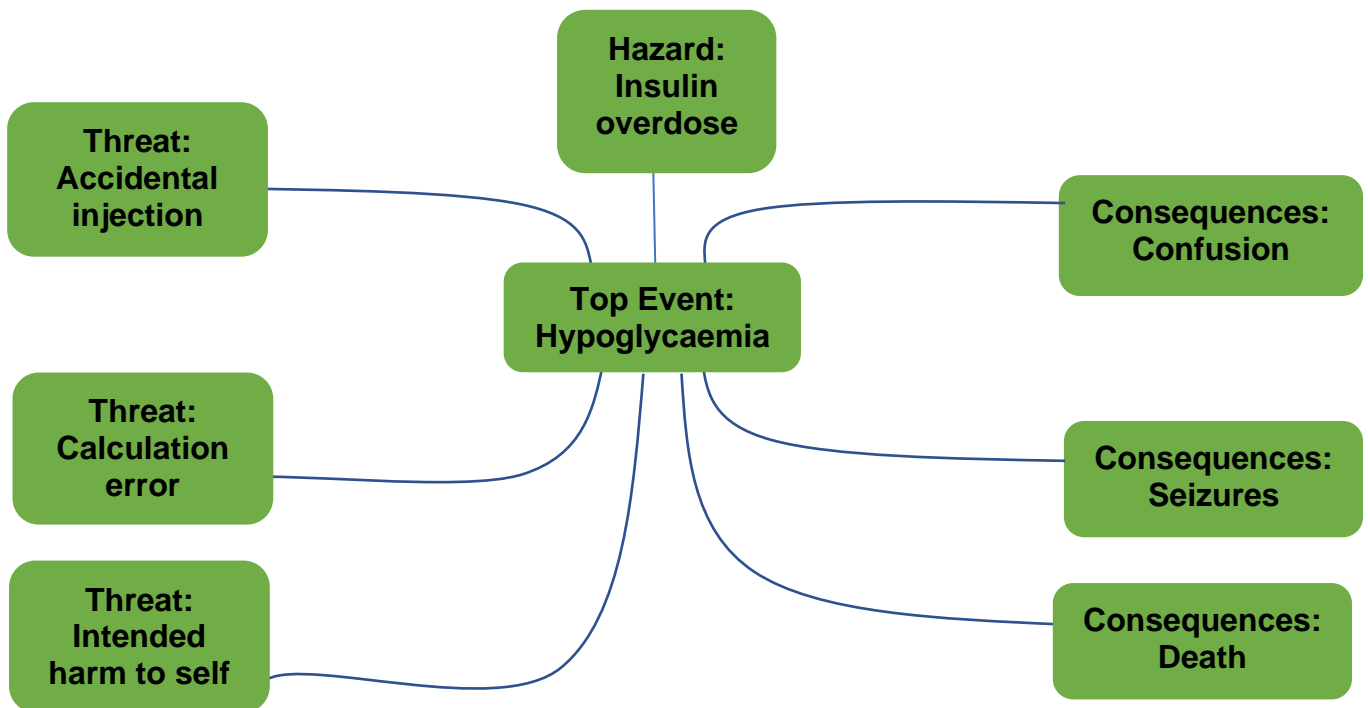 Hazard:
Insulin
overdose
Threat:
Accidental
injection
Consequences:
Confusion
Top Event:
Hypoglycaemia
Threat:
Calculation
error
Consequences:
Seizures
Threat:
Intended
harm to self
Consequences:
Death